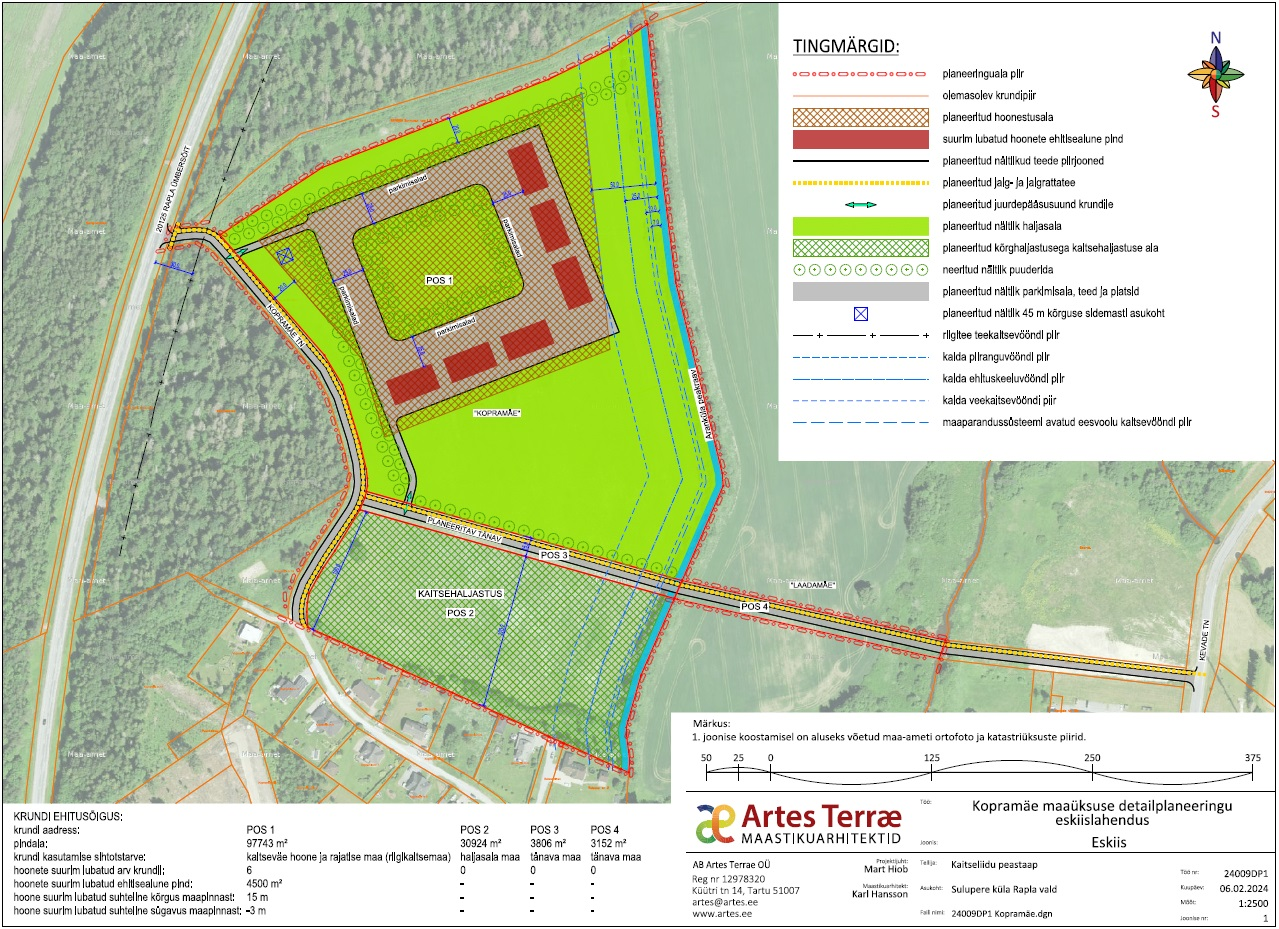 TINGMÄRGID:
planeeringuala piir
olemasolev krundipiir
planeeritud hoonestusala
suurim lubatud hoonete ehitisealune pind
planeeritud näitlikud teede piirjooned
planeeritud jalg- ja jalgrattatee
planeeritud juurdepääsusuund krundile
planeeritud näitlik haljasala
planeeritud kõrghaljastusega kaitsehaljastuse ala
neeritud näitlik puuderida
planeeritud näitlik parkimisala, teed ja platsid
planeeritud näitlik 45 m kõrguse sidemasti asukoht
riigitee teekaitsevööndi piir
kalda piiranguvööndi piir
kalda ehituskeeluvööndi piir
kalda veekaitsevööndi piir
maaparandussüsteemi avatud eesvoolu kaitsevööndi piir
N
S
Maa-amet
20125 RAPLA ÜMBERSÕIT
KOPRAMÄE TN
parkimisalad
parkimisalad
parkimisalad
parkimisalad
POS 1
"KOPRAMÄE"
Aranküla peakraav
PLANEERITAV TÄNAV
POS 3
KAITSEHALJASTUS
POS 2
"LAADAMÄE"
POS 4
KEVADE TN
Märkus:
1. joonise koostamisel on aluseks võetud maa-ameti ortofoto ja katastriüksuste piirid.
50 25 0 125 250 375
KRUNDI EHITUSÕIGUS:
krundi aadress: POS 1 POS 2 POS 3 POS 4
pindala: 97743 m² 30924 m² 3806 m² 3152 m²
krundi kasutamise sihtotstarve: kaitseväe hoone ja rajatise maa (riigikaitsemaa) haljasala maa tänava maa tänava maa
hoonete suurim lubatud arv krundil: 6 0 0 0
hoonete suurim lubatud ehitisealune pind: 4500 m² - - -
hoone suurim lubatud suhteline kõrgus maapinnast: 15 m - - -
hoone suurim lubatud suhteline sügavus maapinnast: -3 m - - -
Artes Terræ
MAASTIKUARHITEKTID
AB Artes Terrae OÜ
Reg nr 12978320
Küütri tn 14, Tartu 51007
artes@artes.ee
www.artes.ee
Projektijuht:
Mart Hiob
Maastikuarhitekt:
Karl Hansson
Töö:
Kopramäe maaüksuse detailplaneeringu
eskiislahendus
Joonis:
Eskiis
Tellija: Kaitseliidu peastaap
Asukoht: Sulupere küla Rapla vald
Faili nimi: 24009DP1 Kopramäe.dgn
Töö nr: 24009DP1
Kuupäev: 06.02.2024
Mõõt: 1:2500
Joonise nr: 1